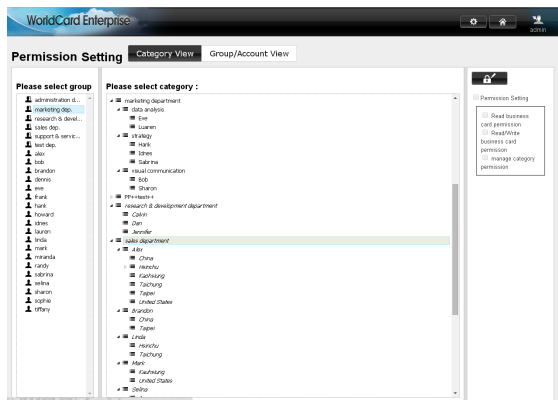 WorldCard Enterprise
admin
Permission Setting
Category View
Group/Account View
Please select group
administration d...
marketing dep.
research & devel...
sales dep.
support & servic...
test dep.
alex
bob
brandon
dennis
eve
frank
hank
howard
idnes
lauren
linda
mark
miranda
randy
sabrina
selina
sharon
sophie
tiffany
Please select category :
marketing department
data analysis
Eve
Luaren
strategy
Hank
Idnes
Sabrina
visual communication
Bob
Sharon
PP++test++
research & development department
Calvin
Dan
Jennifer
sales department
Alex
China
Hsinchu
Kaohsiung
Taichung
Taipei
United States
Brandon
China
Taipei
Linda
Hsinchu
Taichung
Mark
Kauhsiung
United States
Selina
Permission Setting
Read business
card permission
Read/Write
business card
permisson
manage category
permission